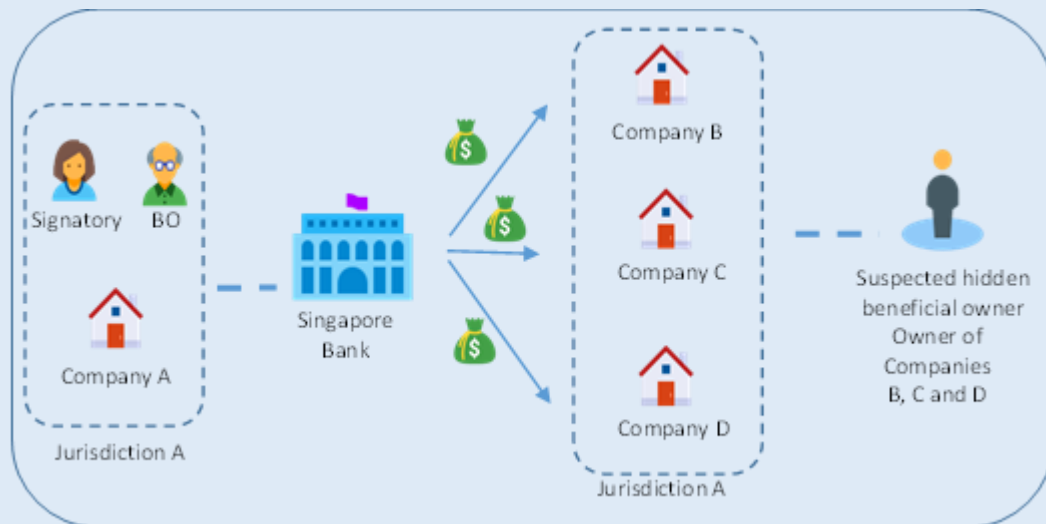 Signatory
BO
Company A
Jurisdiction A
Singapore
Bank
$
$
$
Company B
Company C
Company D
Jurisdiction A
Suspected hidden
beneficial owner
Owner of
Companies
B, C and D